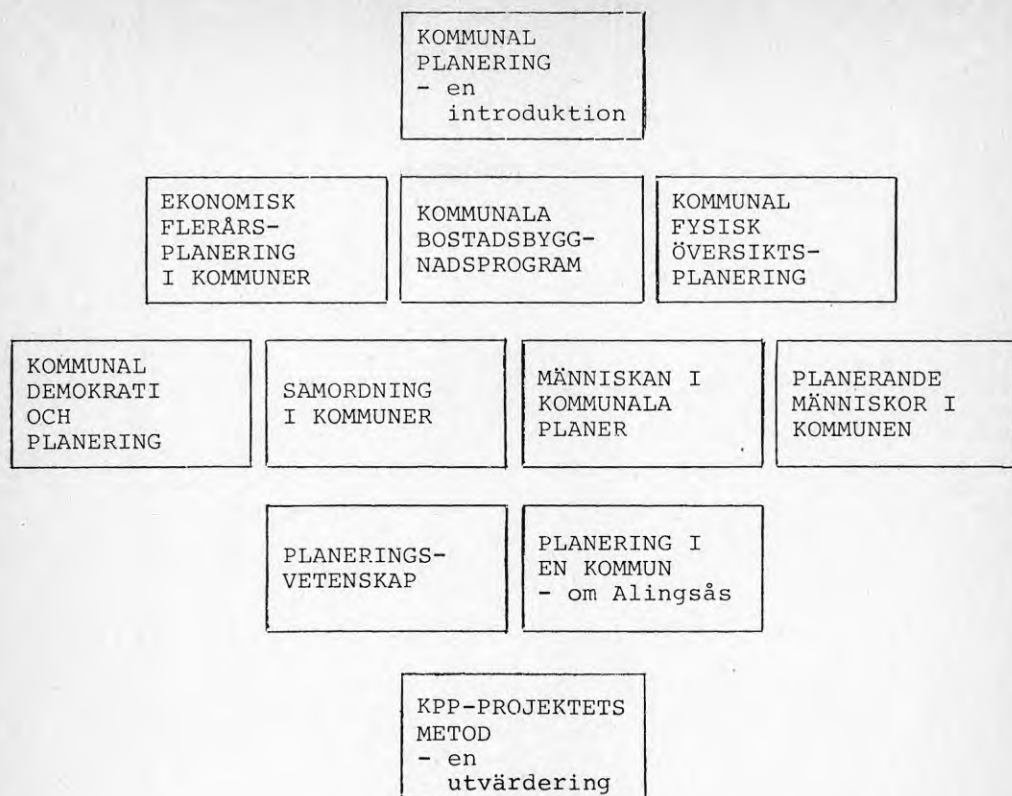 KOMMUNAL
PLANERING
- en
introduktion
EKONOMISK
FLERÅRS-
PLANERING
I KOMMUNER
KOMMUNALA
BOSTADSBYGG-
NADSPROGRAM
KOMMUNAL
FYSISK
ÖVERSIKTS-
PLANERING
KOMMUNAL
DEMOKRATI
OCH
PLANERING
SAMORDNING
I KOMMUNER
MÄNNISKAN I
KOMMUNALA
PLANER
PLANERANDE
MÄNNISKOR I
KOMMUNEN
PLANERINGS-
VETENSKAP
PLANERING I
EN KOMMUN
- om Alingsås
KPP-PROJEKTETS
METOD
- en
utvärdering